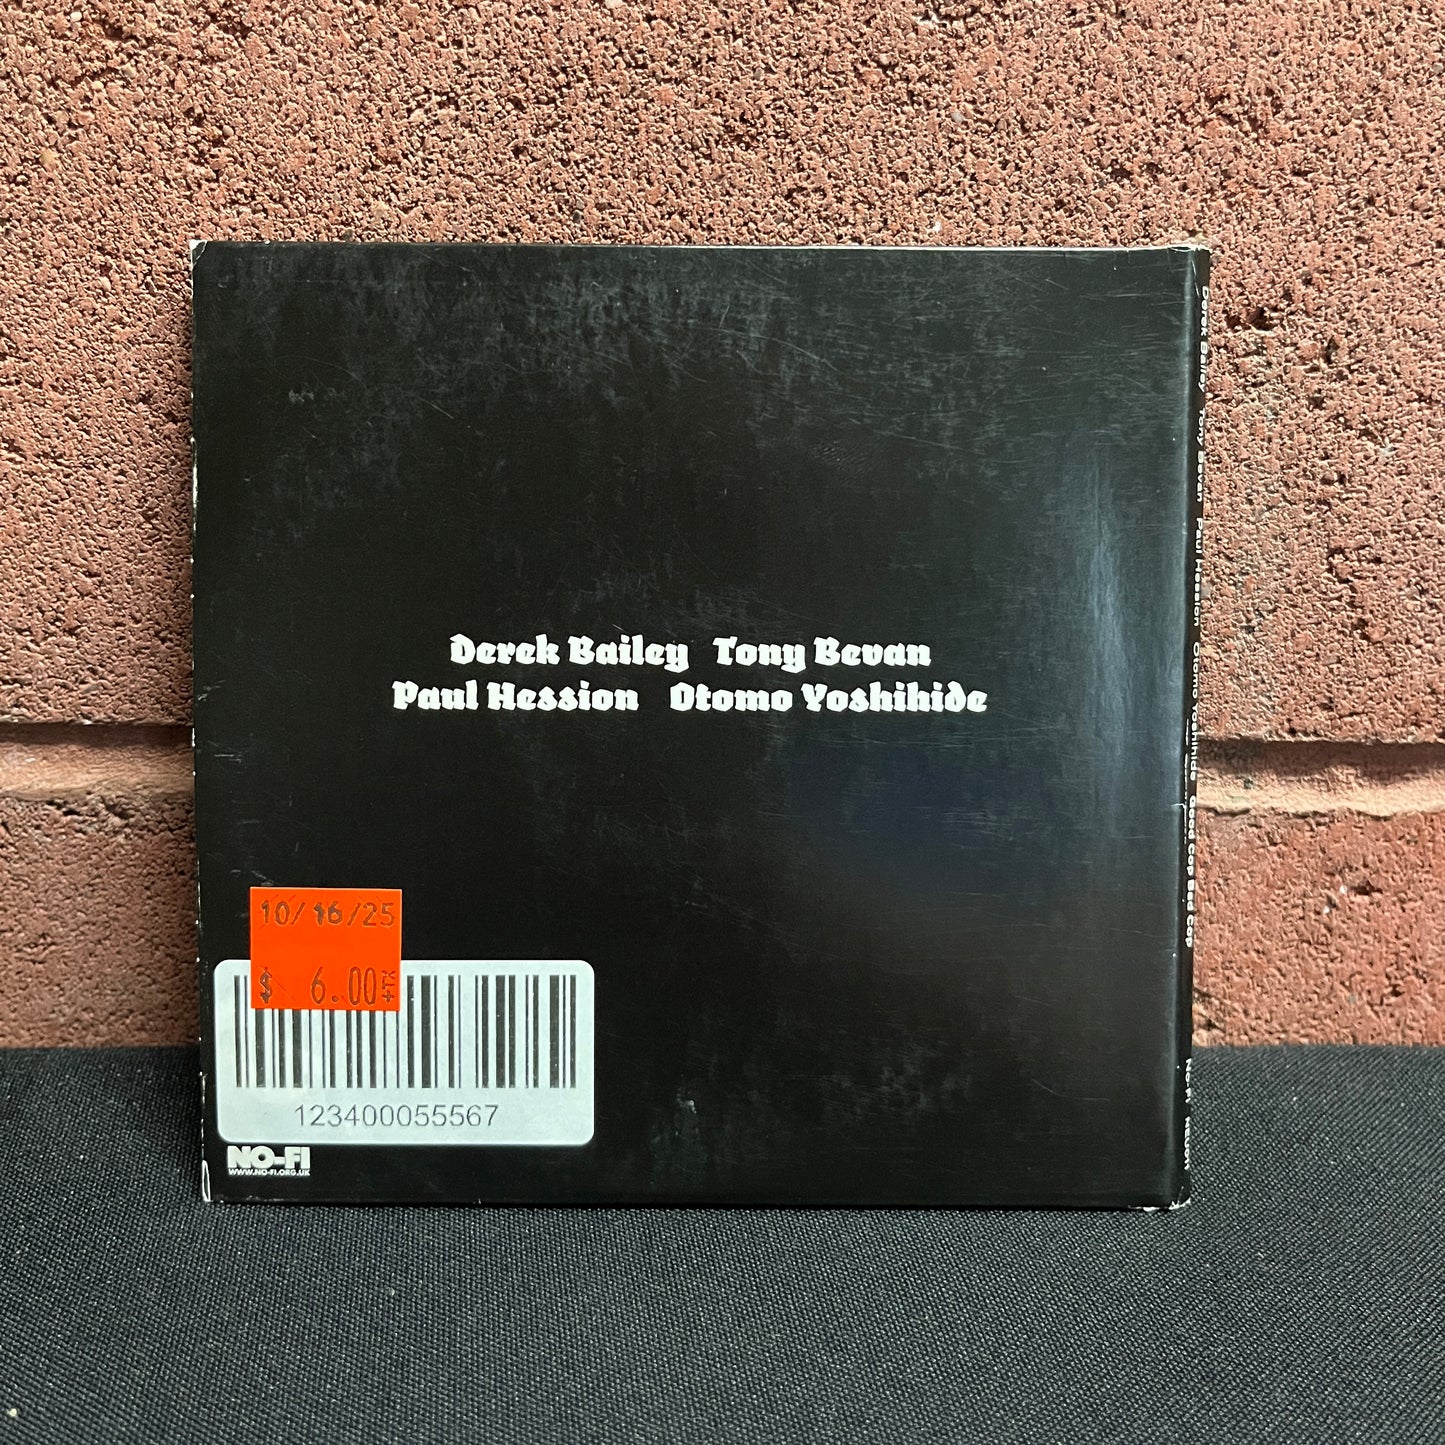 Derek Bailey Tony Bevan
Paul Hession Otomo Yoshihide
10/16/25
$ 6.00+TX
123400055567
NO-FI
WWW.NO-FI.ORG.UK
Derek Bailey Tony Bevan Paul Hession Otomo Yoshihide Good Cop Bad Cop No-Fi